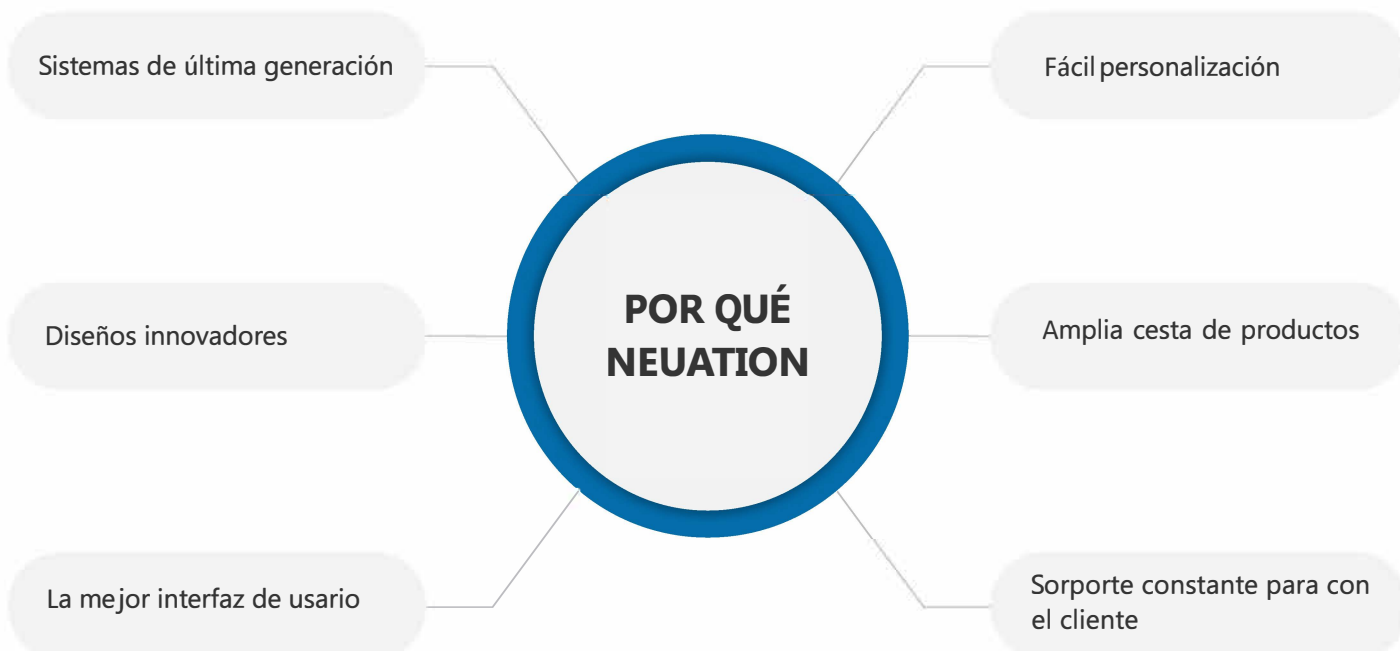 Sistemas de última generación
Fácil personalización
POR QUÉ
NEUATION
Diseños innovadores
Amplia cesta de productos
La mejor interfaz de usario
Sorporte constante para con
el cliente